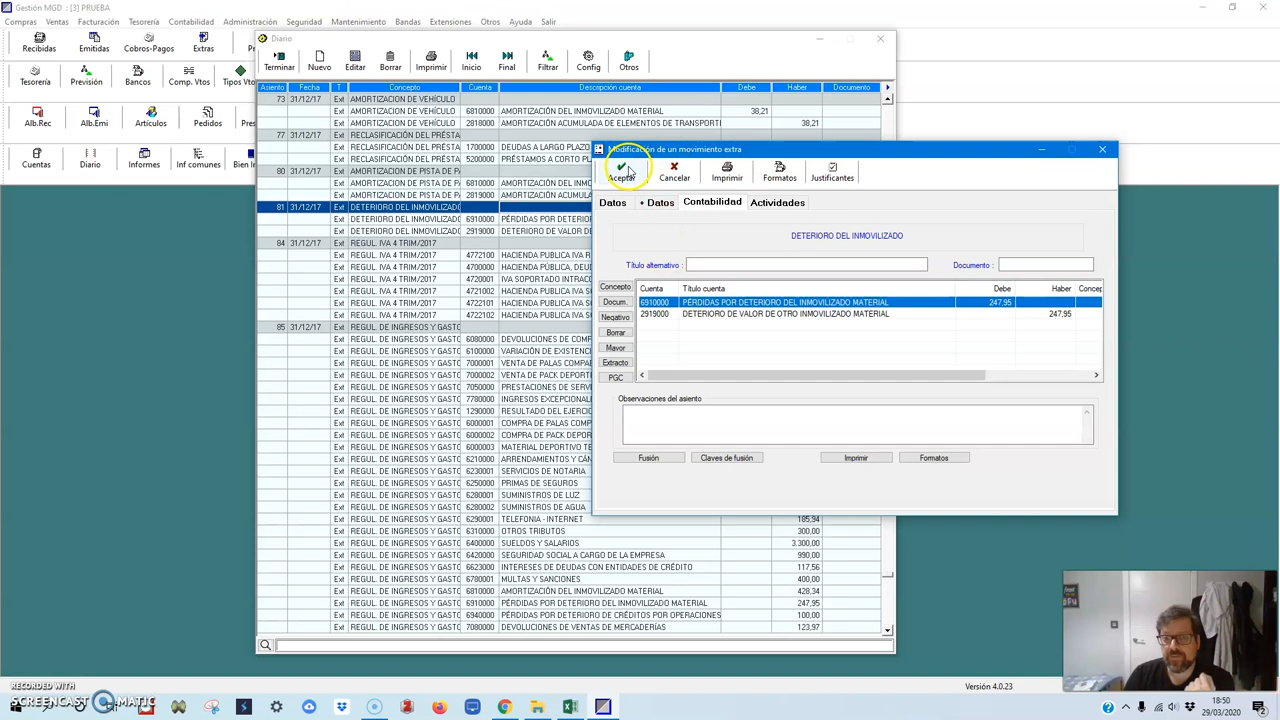 Gestión MGD : [3] PRUEBA
Compras Ventas Facturación Tesorería Contabilidad Administración Seguridad Mantenimiento Bandas Extensiones Otros Ayuda Salir
Recibidas Emitidas Cobros-Pagos Extras
Tesorería Previsión Bancos Comp. Vtos Tipos Vto
Alb.Rec Alb.Emi Artículos Pedidos
Cuentas Diario Informes Inmovilizado Bien
Diario
Terminar Nuevo Editar Borrar Imprimir Inicio Final Filtrar Config Otros
Asiento Fecha T Concepto Cuenta Descripción cuenta Debe Haber Documento
73 31/12/17 Ext AMORTIZACION DE VEHÍCULO
Ext AMORTIZACION DE VEHÍCULO 6810000 AMORTIZACIÓN DEL INMOVILIZADO MATERIAL 38,21
Ext AMORTIZACION DE VEHÍCULO 2818000 AMORTIZACIÓN ACUMULADA DE ELEMENTOS DE TRANSPORTI 38,21
77 31/12/17 Ext RECLASIFICACIÓN DEL PRÉSTA
Ext RECLASIFICACIÓN DEL PRÉSTA 1700000 DEUDAS A LARGO PLAZO
Ext RECLASIFICACIÓN DEL PRÉSTA 5200000 PRÉSTAMOS A CORTO PL
80 31/12/17 Ext AMORTIZACION DE PISTA DE
Ext AMORTIZACION DE PISTA DE 6810000 AMORTIZACIÓN DEL INMO
Ext AMORTIZACION DE PISTA DE 2819000 AMORTIZACIÓN ACUMUL
81 31/12/17 Ext DETERIORO DEL INMOVILIZADO
Ext DETERIORO DEL INMOVILIZADO 6910000 PÉRDIDAS POR DETERIO
Ext DETERIORO DEL INMOVILIZADO 2919000 DETERIORO DE VALOR DE
84 31/12/17 Ext REGUL. IVA 4 TRIM/2017
Ext REGUL. IVA 4 TRIM/2017 4772100 HACIENDA PUBLICA IVA R
Ext REGUL. IVA 4 TRIM/2017 4700000 HACIENDA PÚBLICA, DEUD
Ext REGUL. IVA 4 TRIM/2017 4720001 IVA SOPORTADO INTRACO
Ext REGUL. IVA 4 TRIM/2017 4721001 HACIENDA PUBLICA IVA S
Ext REGUL. IVA 4 TRIM/2017 4722101 HACIENDA PUBLICA IVA S
Ext REGUL. IVA 4 TRIM/2017 4722102 HACIENDA PUBLICA IVA S
85 31/12/17 Ext REGUL. DE INGRESOS Y GASTO
Ext REGUL. DE INGRESOS Y GASTO 6080000 DEVOLUCIONES DE COMP
Ext REGUL. DE INGRESOS Y GASTO 6100000 VARIACIÓN DE EXISTENC
Ext REGUL. DE INGRESOS Y GASTO 7000001 VENTA DE PALAS COMPA
Ext REGUL. DE INGRESOS Y GASTO 7000002 VENTA DE PACK DEPORT
Ext REGUL. DE INGRESOS Y GASTO 7050000 PRESTACIONES DE SERV
Ext REGUL. DE INGRESOS Y GASTO 7780000 INGRESOS EXCEPCIONAL
Ext REGUL. DE INGRESOS Y GASTO 1290000 RESULTADO DEL EJERCIO
Ext REGUL. DE INGRESOS Y GASTO 6000001 COMPRA DE PALAS COMP
Ext REGUL. DE INGRESOS Y GASTO 6000002 COMPRA DE PACK DEPOR
Ext REGUL. DE INGRESOS Y GASTO 6000003 MATERIAL DEPORTIVO TE
Ext REGUL. DE INGRESOS Y GASTO 6210000 ARRENDAMIENTOS Y CÁN
Ext REGUL. DE INGRESOS Y GASTO 6230001 SERVICIOS DE NOTARIA
Ext REGUL. DE INGRESOS Y GASTO 6250000 PRIMAS DE SEGUROS
Ext REGUL. DE INGRESOS Y GASTO 6280001 SUMINISTROS DE LUZ
Ext REGUL. DE INGRESOS Y GASTO 6280002 SUMINISTROS DE AGUA
Ext REGUL. DE INGRESOS Y GASTO 6290001 TELEFONIA - INTERNET 185,94
Ext REGUL. DE INGRESOS Y GASTO 6310000 OTROS TRIBUTOS 300,00
Ext REGUL. DE INGRESOS Y GASTO 6400000 SUELDOS Y SALARIOS 3.300,00
Ext REGUL. DE INGRESOS Y GASTO 6420000 SEGURIDAD SOCIAL A CARGO DE LA EMPRESA 990,00
Ext REGUL. DE INGRESOS Y GASTO 6623000 INTERESES DE DEUDAS CON ENTIDADES DE CRÉDITO 117,56
Ext REGUL. DE INGRESOS Y GASTO 6780001 MULTAS Y SANCIONES 400,00
Ext REGUL. DE INGRESOS Y GASTO 6810000 AMORTIZACIÓN DEL INMOVILIZADO MATERIAL 428,34
Ext REGUL. DE INGRESOS Y GASTO 6910000 PÉRDIDAS POR DETERIORO DEL INMOVILIZADO MATERIAL 247,95
Ext REGUL. DE INGRESOS Y GASTO 6940000 PÉRDIDAS POR DETERIORO DE CRÉDITOS POR OPERACIONES 100,00
Ext REGUL. DE INGRESOS Y GASTO 7080000 DEVOLUCIONES DE VENTAS DE MERCADERÍAS 123,97
Modificación de un movimiento extra
Aceptar Cancelar Imprimir Formatos Justificantes
Datos + Datos Contabilidad Actividades
DETERIORO DEL INMOVILIZADO
Título alternativo : Documento :
Concepto Docum. Negativo Borrar Mayor Extracto PGC
Cuenta Título cuenta Debe Haber Concep
6910000 PÉRDIDAS POR DETERIORO DEL INMOVILIZADO MATERIAL 247,95
2919000 DETERIORO DE VALOR DE OTRO INMOVILIZADO MATERIAL 247,95
Observaciones del asiento
Fusión Claves de fusión Imprimir Formatos
Versión 4.0.23
RECORDED WITH
SCREENCAST MATIC
18:50
29/03/2020